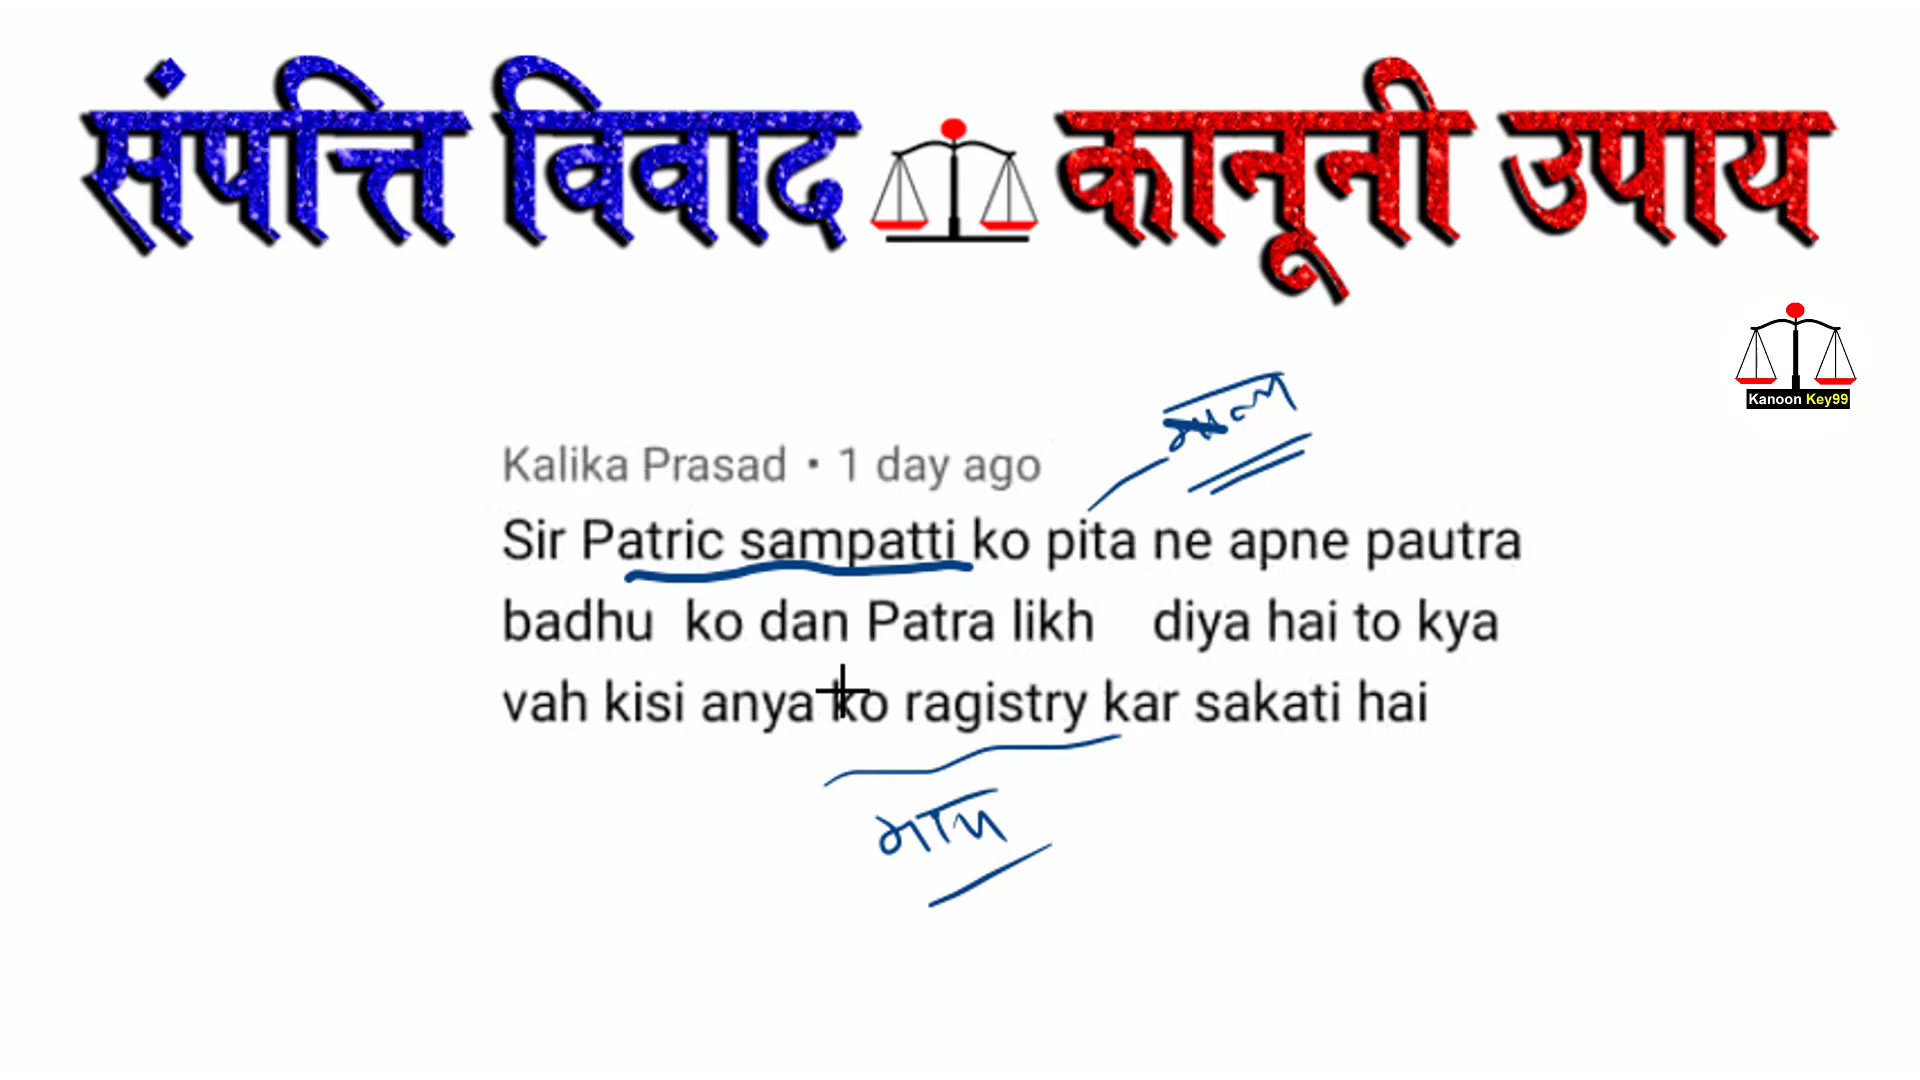 संपत्ति विवाद कानूनी उपाय
Kanoon Key99
Kalika Prasad • 1 day ago
Sir Patric sampatti ko pita ne apne pautra
badhu ko dan Patra likh diya hai to kya
vah kisi anya ko ragistry kar sakati hai